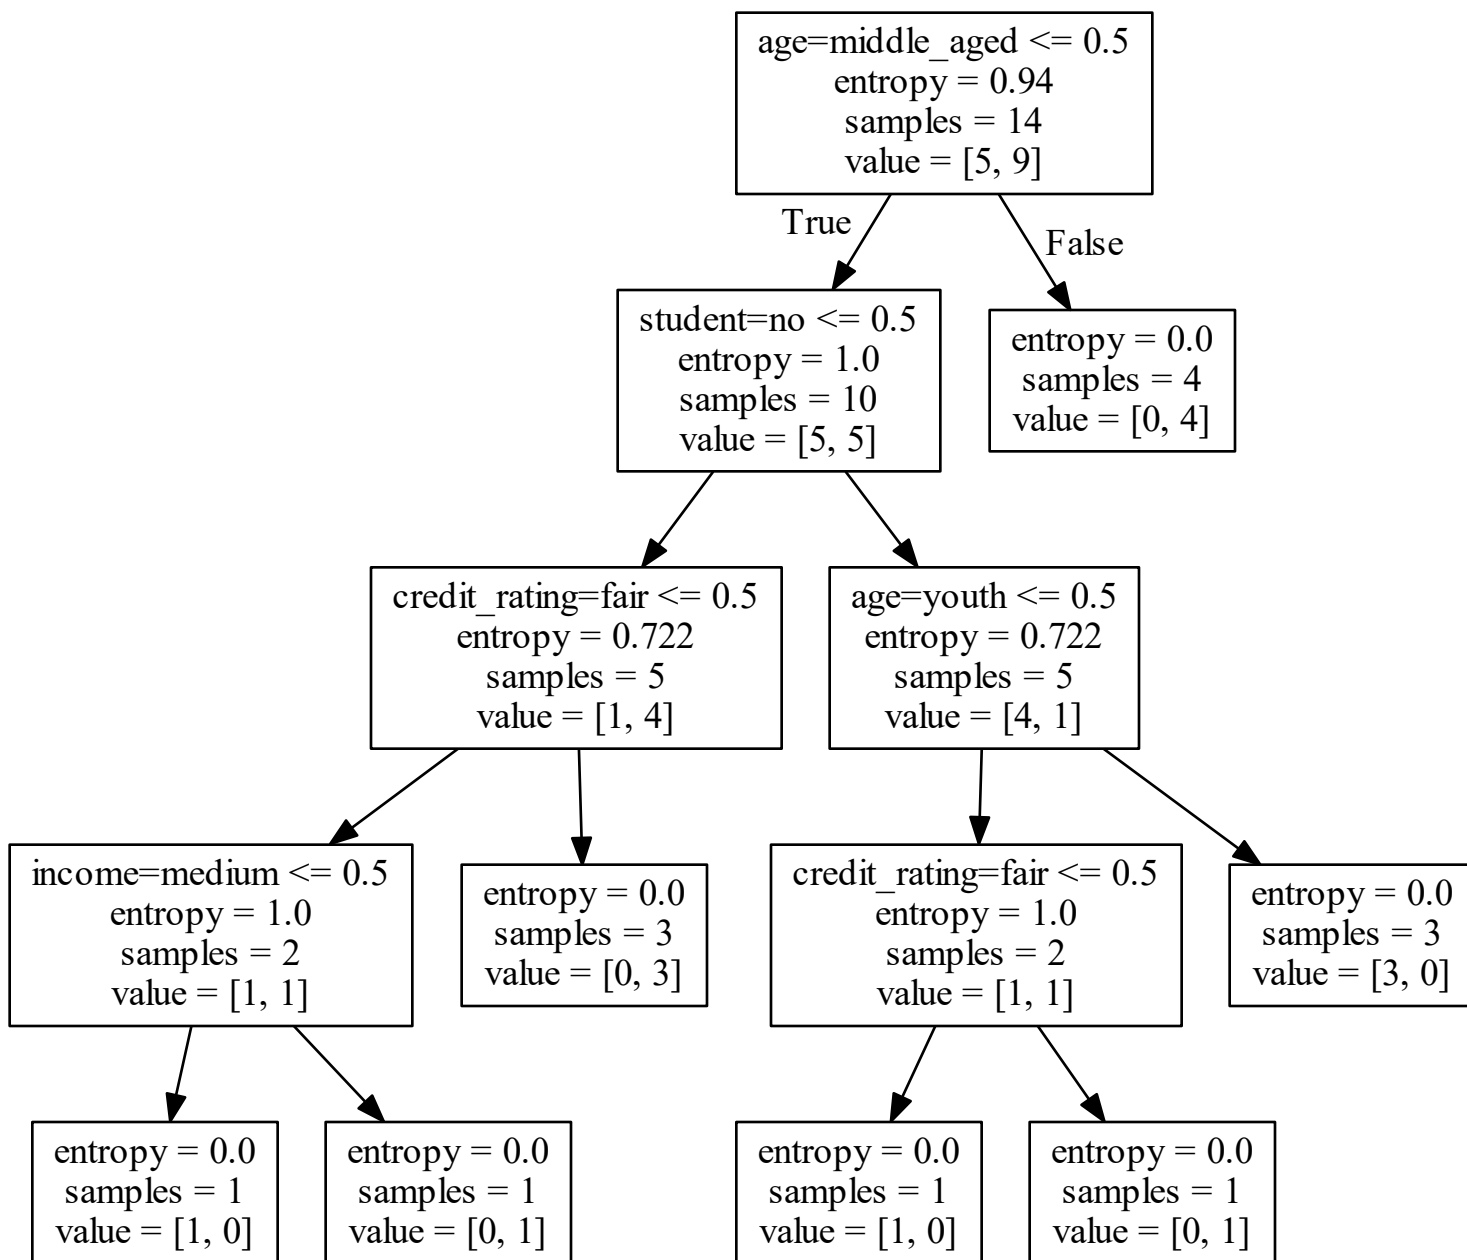 age=middle_aged <= 0.5
entropy = 0.94
samples = 14
value = [5, 9]
True
False
student=no <= 0.5
entropy = 1.0
samples = 10
value = [5, 5]
entropy = 0.0
samples = 4
value = [0, 4]
credit_rating=fair <= 0.5
entropy = 0.722
samples = 5
value = [1, 4]
age=youth <= 0.5
entropy = 0.722
samples = 5
value = [4, 1]
income=medium <= 0.5
entropy = 1.0
samples = 2
value = [1, 1]
entropy = 0.0
samples = 3
value = [0, 3]
credit_rating=fair <= 0.5
entropy = 1.0
samples = 2
value = [1, 1]
entropy = 0.0
samples = 3
value = [3, 0]
entropy = 0.0
samples = 1
value = [1, 0]
entropy = 0.0
samples = 1
value = [0, 1]
entropy = 0.0
samples = 1
value = [1, 0]
entropy = 0.0
samples = 1
value = [0, 1]